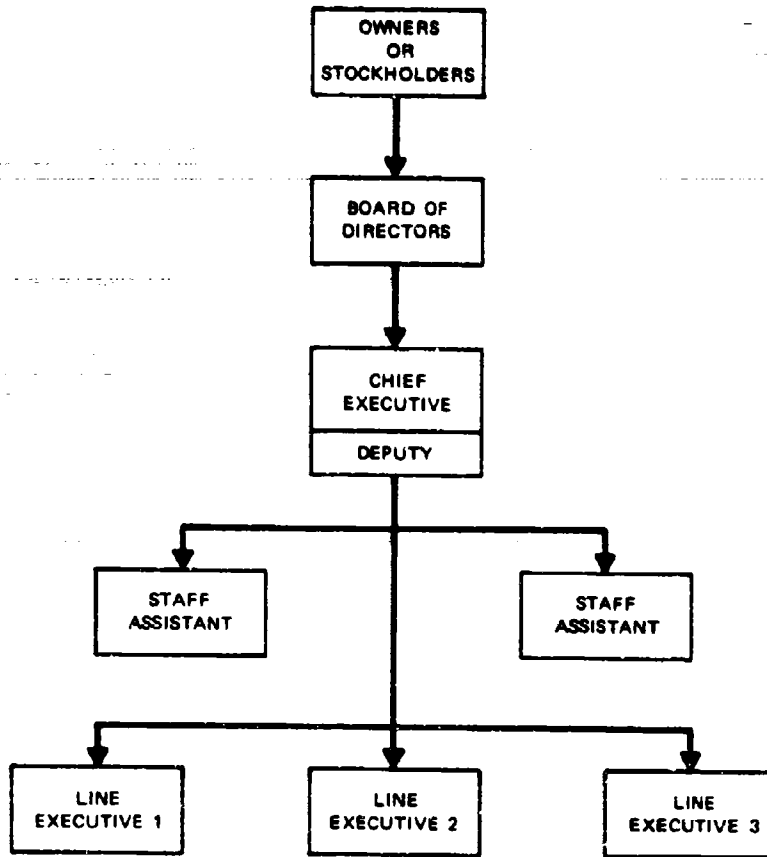 OWNERS
OR
STOCKHOLDERS
BOARD OF
DIRECTORS
CHIEF
EXECUTIVE
DEPUTY
STAFF
ASSISTANT
STAFF
ASSISTANT
LINE
EXECUTIVE 1
LINE
EXECUTIVE 2
LINE
EXECUTIVE 3